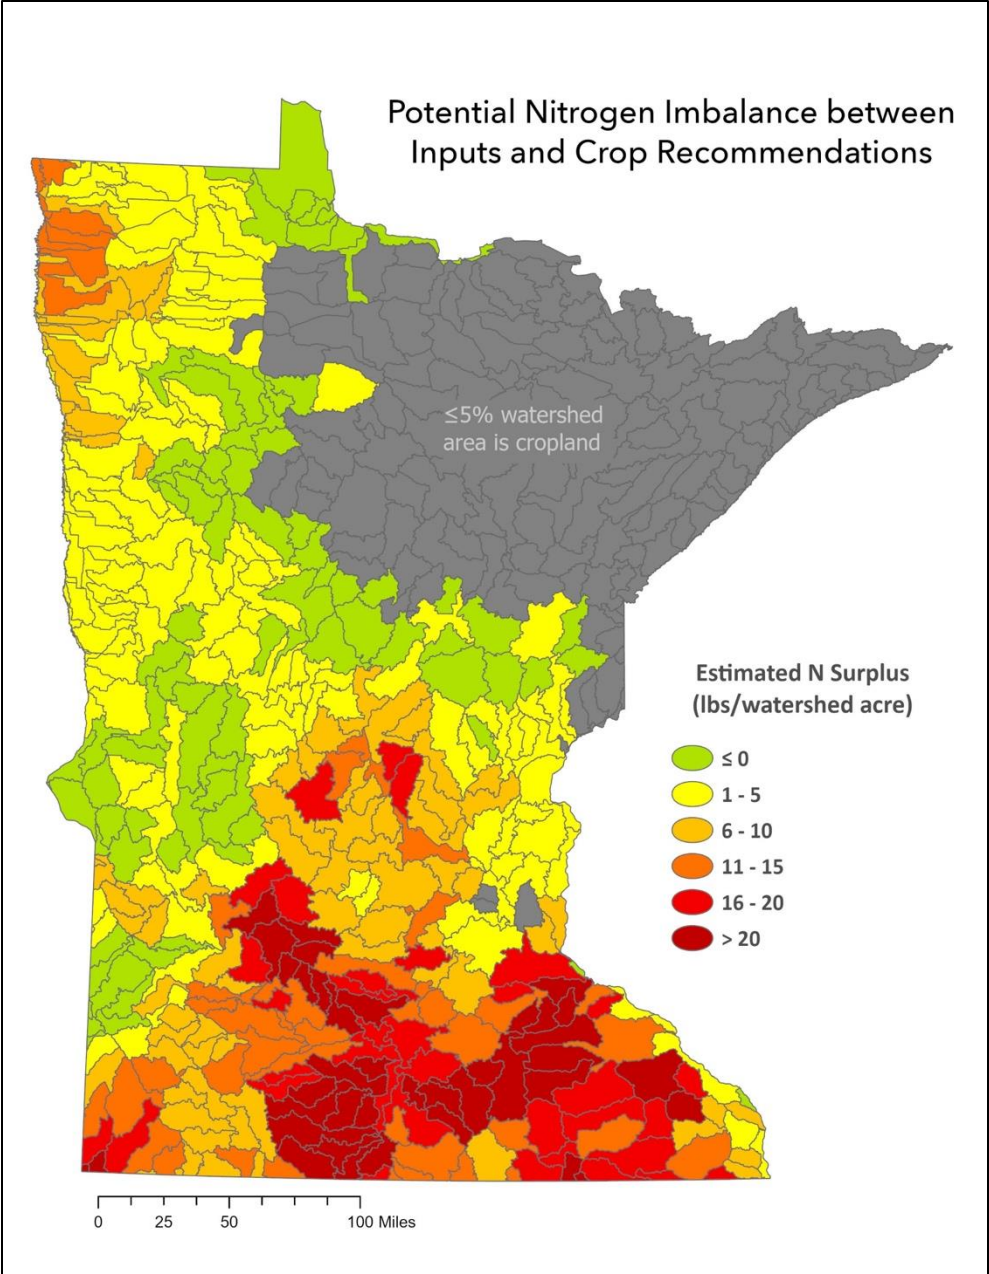 Potential Nitrogen Imbalance between
Inputs and Crop Recommendations
≤5% watershed
area is cropland
Estimated N Surplus
(lbs/watershed acre)
≤ 0
1 - 5
6 - 10
11 - 15
16 - 20
> 20
0 25 50 100 Miles